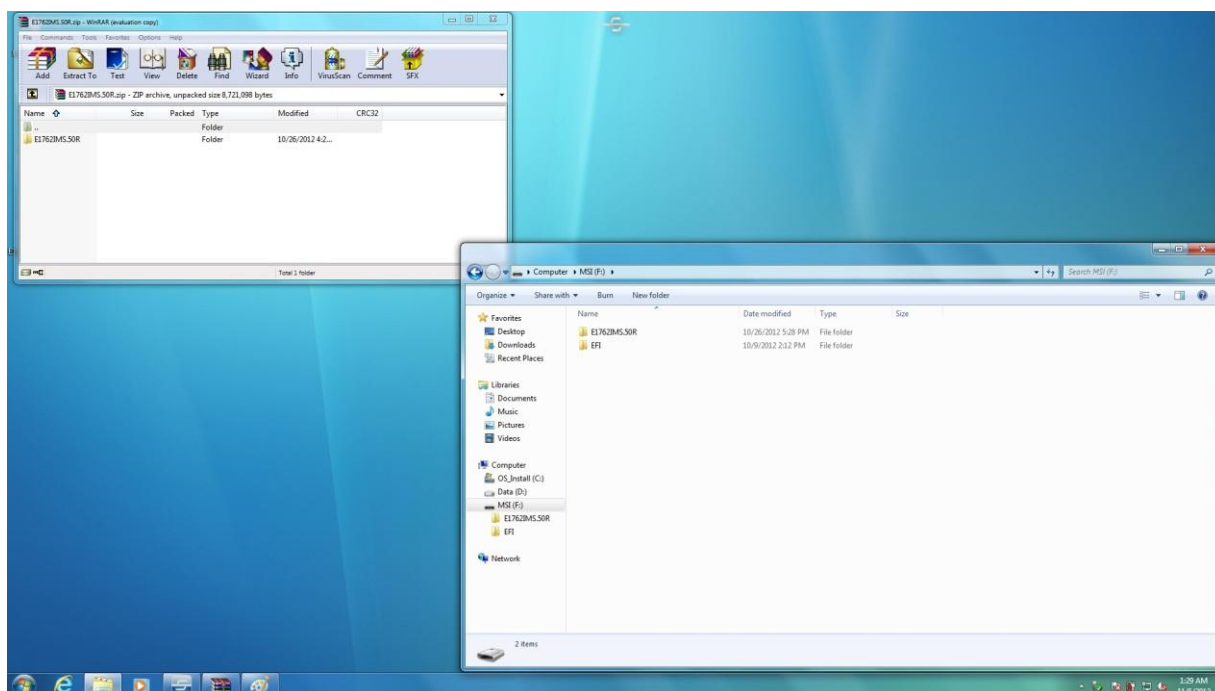 E1762IMS.50R.zip - WinRAR (evaluation copy)
File Commands Tools Favorites Options Help
Add Extract To Test View Delete Find Wizard Info VirusScan Comment SFX
E1762IMS.50R.zip - ZIP archive, unpacked size 8,721,098 bytes
Name Size Packed Type Modified CRC32
.. Folder
E1762IMS.50R Folder 10/26/2012 4:2...
Total 1 folder
Computer MSI (F:)
Search MSI (F:)
Organize Share with Burn New folder
Name Date modified Type Size
E1762IMS.50R 10/26/2012 5:28 PM File folder
EFI 10/9/2012 2:12 PM File folder
Favorites
Desktop
Downloads
Recent Places
Libraries
Documents
Music
Pictures
Videos
Computer
OS_Install (C:)
Data (D:)
MSI (F:)
E1762IMS.50R
EFI
Network
2 items
1:29 AM